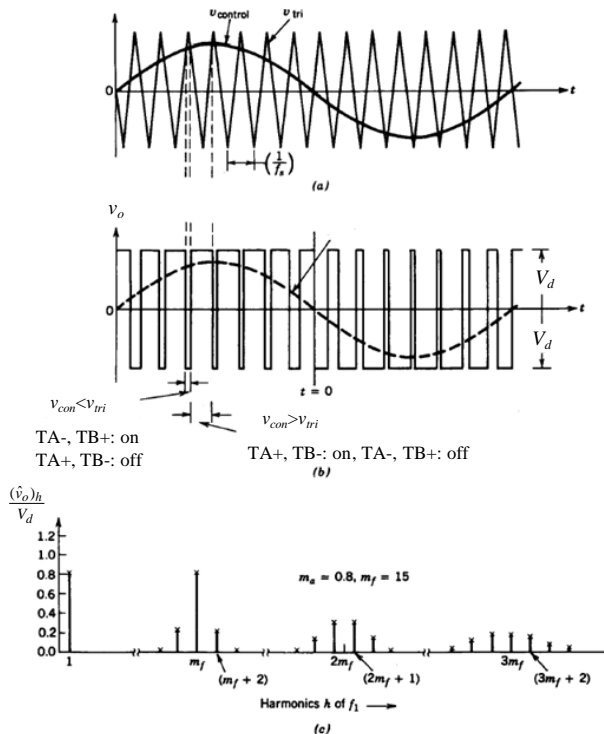 v_control v_tri
0
t
(1/f_s)
(a)
v_o
V_d
0
t
V_d
t = 0
v_con<v_tri
TA-, TB+: on
TA+, TB-: off
v_con>v_tri
TA+, TB-: on, TA-, TB+: off
(b)
(v̂_o)_h
V_d
1.2
1.0
0.8
m_a = 0.8, m_f = 15
0.6
0.4
0.2
0.0
1
m_f
2m_f
3m_f
(m_f + 2)
(2m_f + 1)
(3m_f + 2)
Harmonics h of f_1
(c)